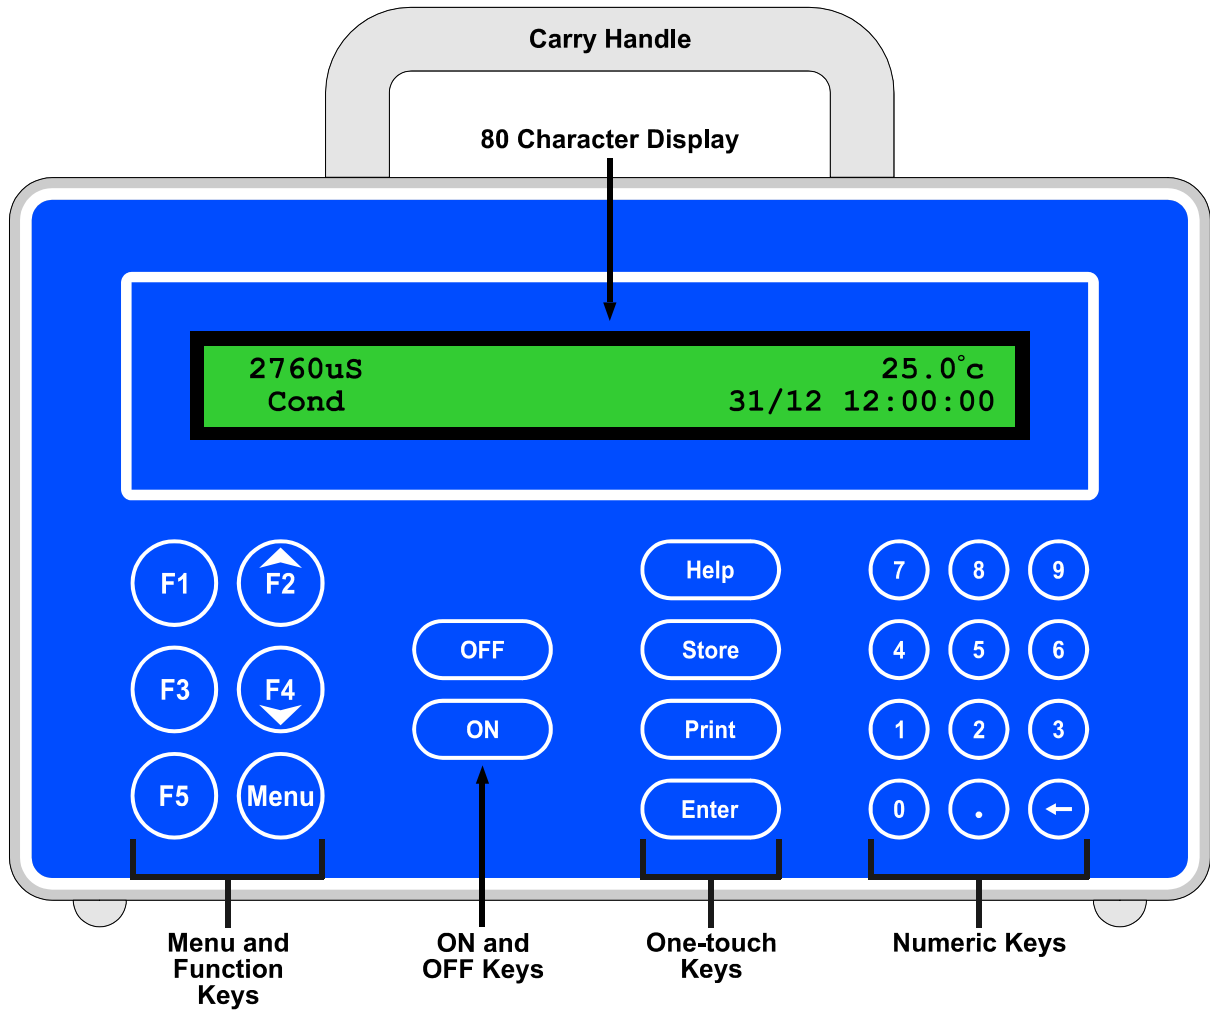 Carry Handle
80 Character Display
2760uS 25.0°c
Cond 31/12 12:00:00
F1 F2 Help 7 8 9
OFF Store 4 5 6
F3 F4
ON Print 1 2 3
F5 Menu Enter 0 . ←
Menu and
Function
Keys
ON and
OFF Keys
One-touch
Keys
Numeric Keys